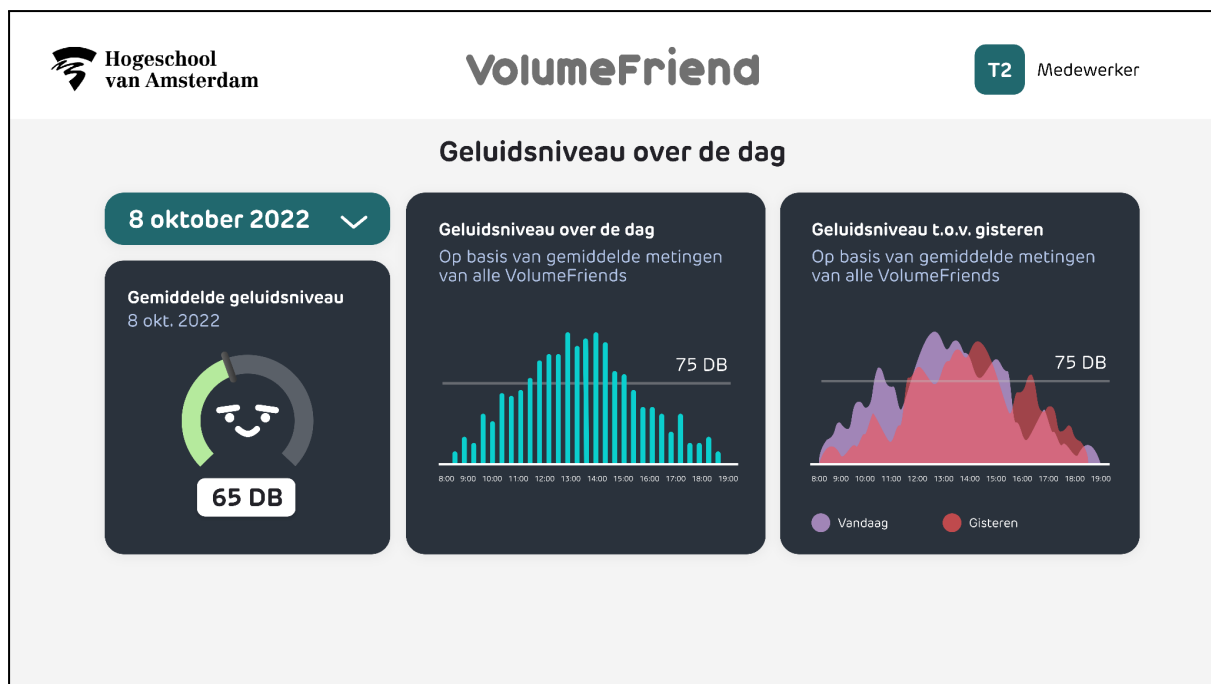 Hogeschool
van Amsterdam
VolumeFriend
T2
Medewerker
Geluidsniveau over de dag
8 oktober 2022
Gemiddelde geluidsniveau
8 okt. 2022
65 DB
Geluidsniveau over de dag
Op basis van gemiddelde metingen
van alle VolumeFriends
75 DB
8:00 9:00 10:00 11:00 12:00 13:00 14:00 15:00 16:00 17:00 18:00 19:00
Geluidsniveau t.o.v. gisteren
Op basis van gemiddelde metingen
van alle VolumeFriends
75 DB
8:00 9:00 10:00 11:00 12:00 13:00 14:00 15:00 16:00 17:00 18:00 19:00
Vandaag
Gisteren